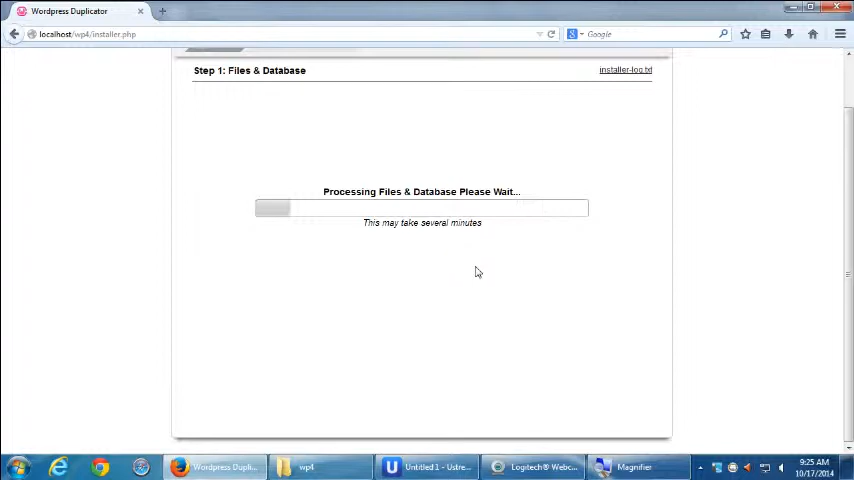 Wordpress Duplicator
localhost/wp4/installer.php
Google
Step 1: Files & Database
installer-log.txt
Processing Files & Database Please Wait...
This may take several minutes
Wordpress Dupli...
wp4
Untitled 1 - Ustre...
Logitech® Webc...
Magnifier
9:25 AM
10/17/2014